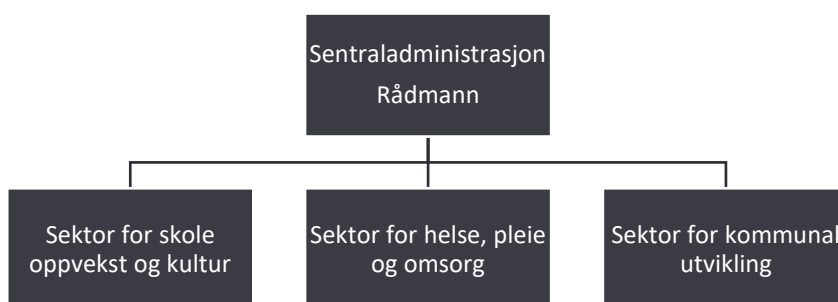 Sentraladministrasjon
Rådmann
Sektor for skole
oppvekst og kultur
Sektor for helse, pleie
og omsorg
Sektor for kommunal
utvikling